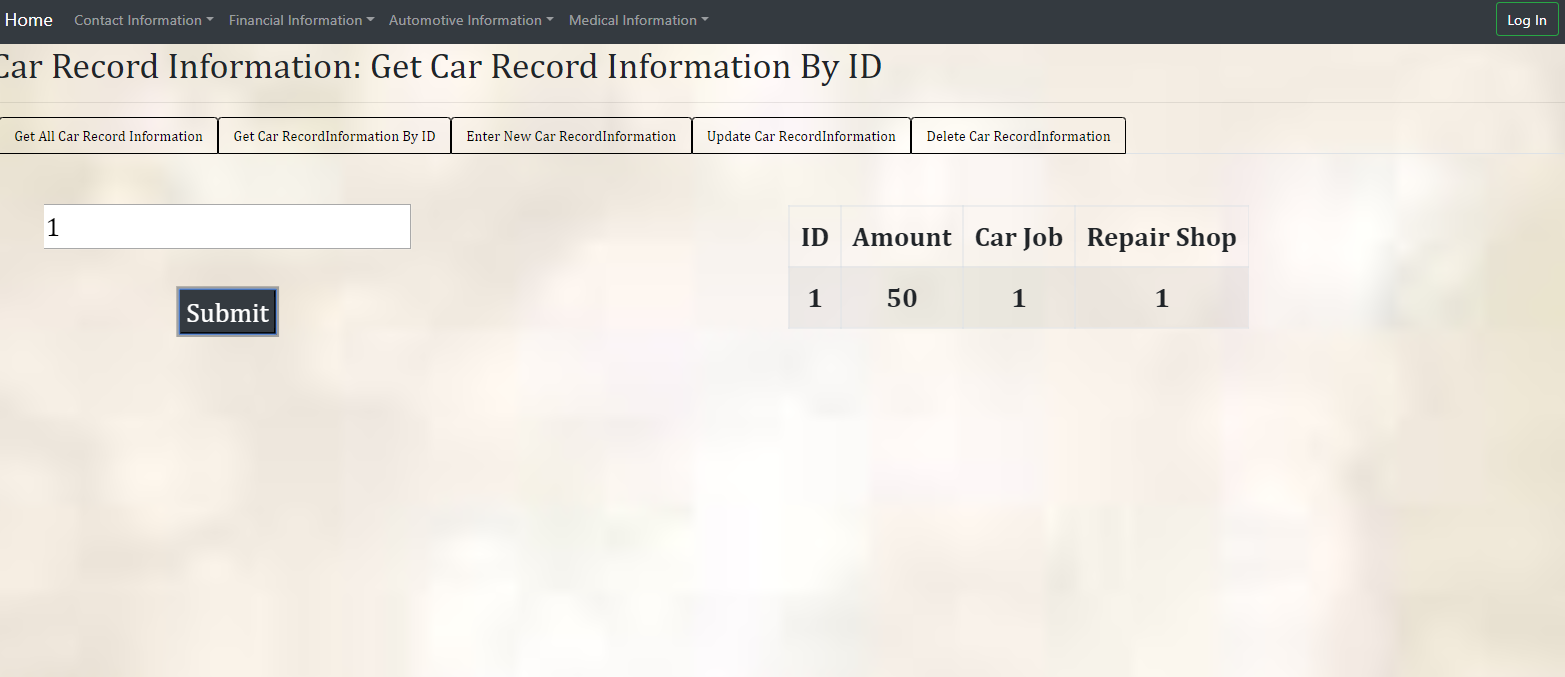 Home Contact Information Financial Information Automotive Information Medical Information Log In
Car Record Information: Get Car Record Information By ID
Get All Car Record Information Get Car RecordInformation By ID Enter New Car RecordInformation Update Car RecordInformation Delete Car RecordInformation
1
Submit
ID Amount Car Job Repair Shop
1 50 1 1